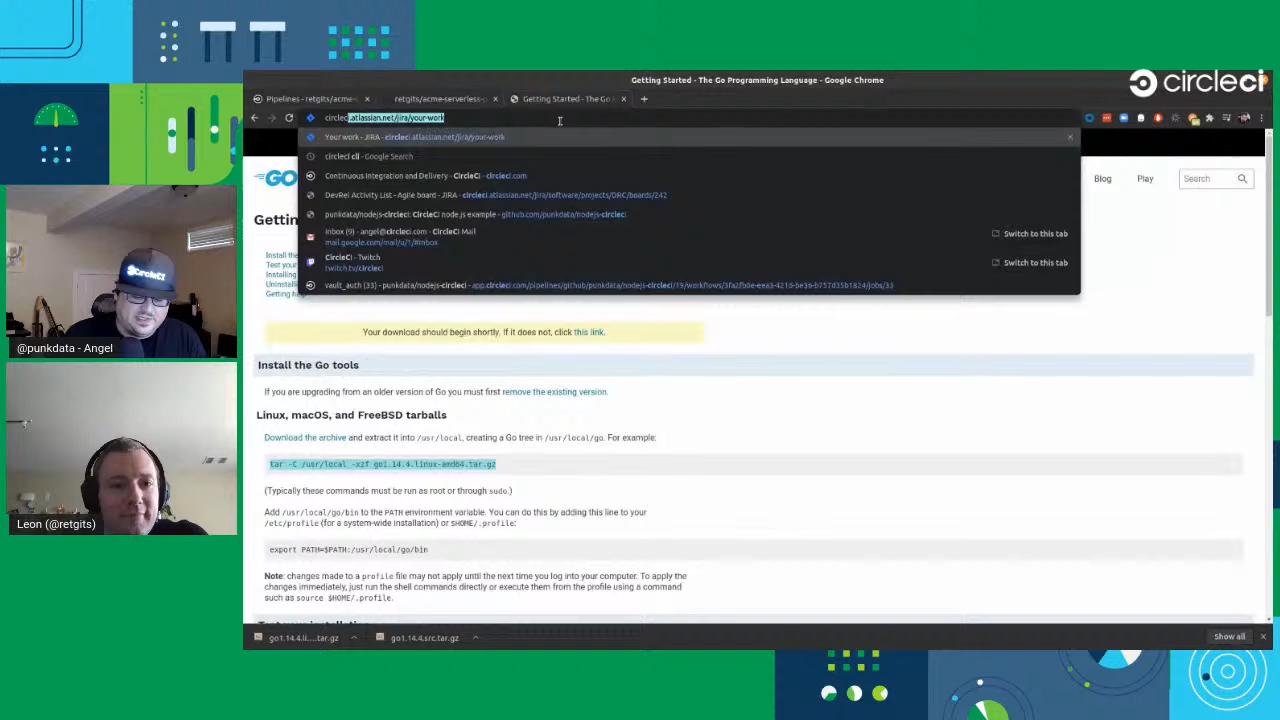 Getting Started - The Go Programming Language - Google Chrome
circleci
Pipelines - retgits/acme-
retgits/acme-serverless-p
Getting Started - The Go
circleci.atlassian.net/jira/your-work
Your work - JIRA - circleci.atlassian.net/jira/your-work
circleci cli - Google Search
Continuous Integration and Delivery - CircleCI - circleci.com
DevRel Activity List - Agile board - JIRA - circleci.atlassian.net/jira/software/projects/DRC/boards/242
punkdata/nodejs-circleci: CircleCI node.js example - github.com/punkdata/nodejs-circleci
Inbox (9) - angel@circleci.com - CircleCI Mail
mail.google.com/mail/u/1/#inbox
Switch to this tab
CircleCI - Twitch
twitch.tv/circleci
Switch to this tab
vault_auth (33) - punkdata/nodejs-circleci - app.circleci.com/pipelines/github/punkdata/nodejs-circleci/19/workflows/3fa2fb0e-eea3-421d-be36-b757d35b1824/jobs/33
GO
Blog
Play
Search
Getting
Install the
Test your
Installing
Uninstal
Getting help
Your download should begin shortly. If it does not, click this link.
Install the Go tools
If you are upgrading from an older version of Go you must first remove the existing version.
Linux, macOS, and FreeBSD tarballs
Download the archive and extract it into /usr/local, creating a Go tree in /usr/local/go. For example:
tar -C /usr/local -xzf go1.14.4.linux-amd64.tar.gz
(Typically these commands must be run as root or through sudo.)
Add /usr/local/go/bin to the PATH environment variable. You can do this by adding this line to your
/etc/profile (for a system-wide installation) or $HOME/.profile:
export PATH=$PATH:/usr/local/go/bin
Note: changes made to a profile file may not apply until the next time you log into your computer. To apply the
changes immediately, just run the shell commands directly or execute them from the profile using a command
such as source $HOME/.profile.
go1.14.4.li....tar.gz
go1.14.4.src.tar.gz
Show all
CircleCI
@punkdata - Angel
Leon (@retgits)